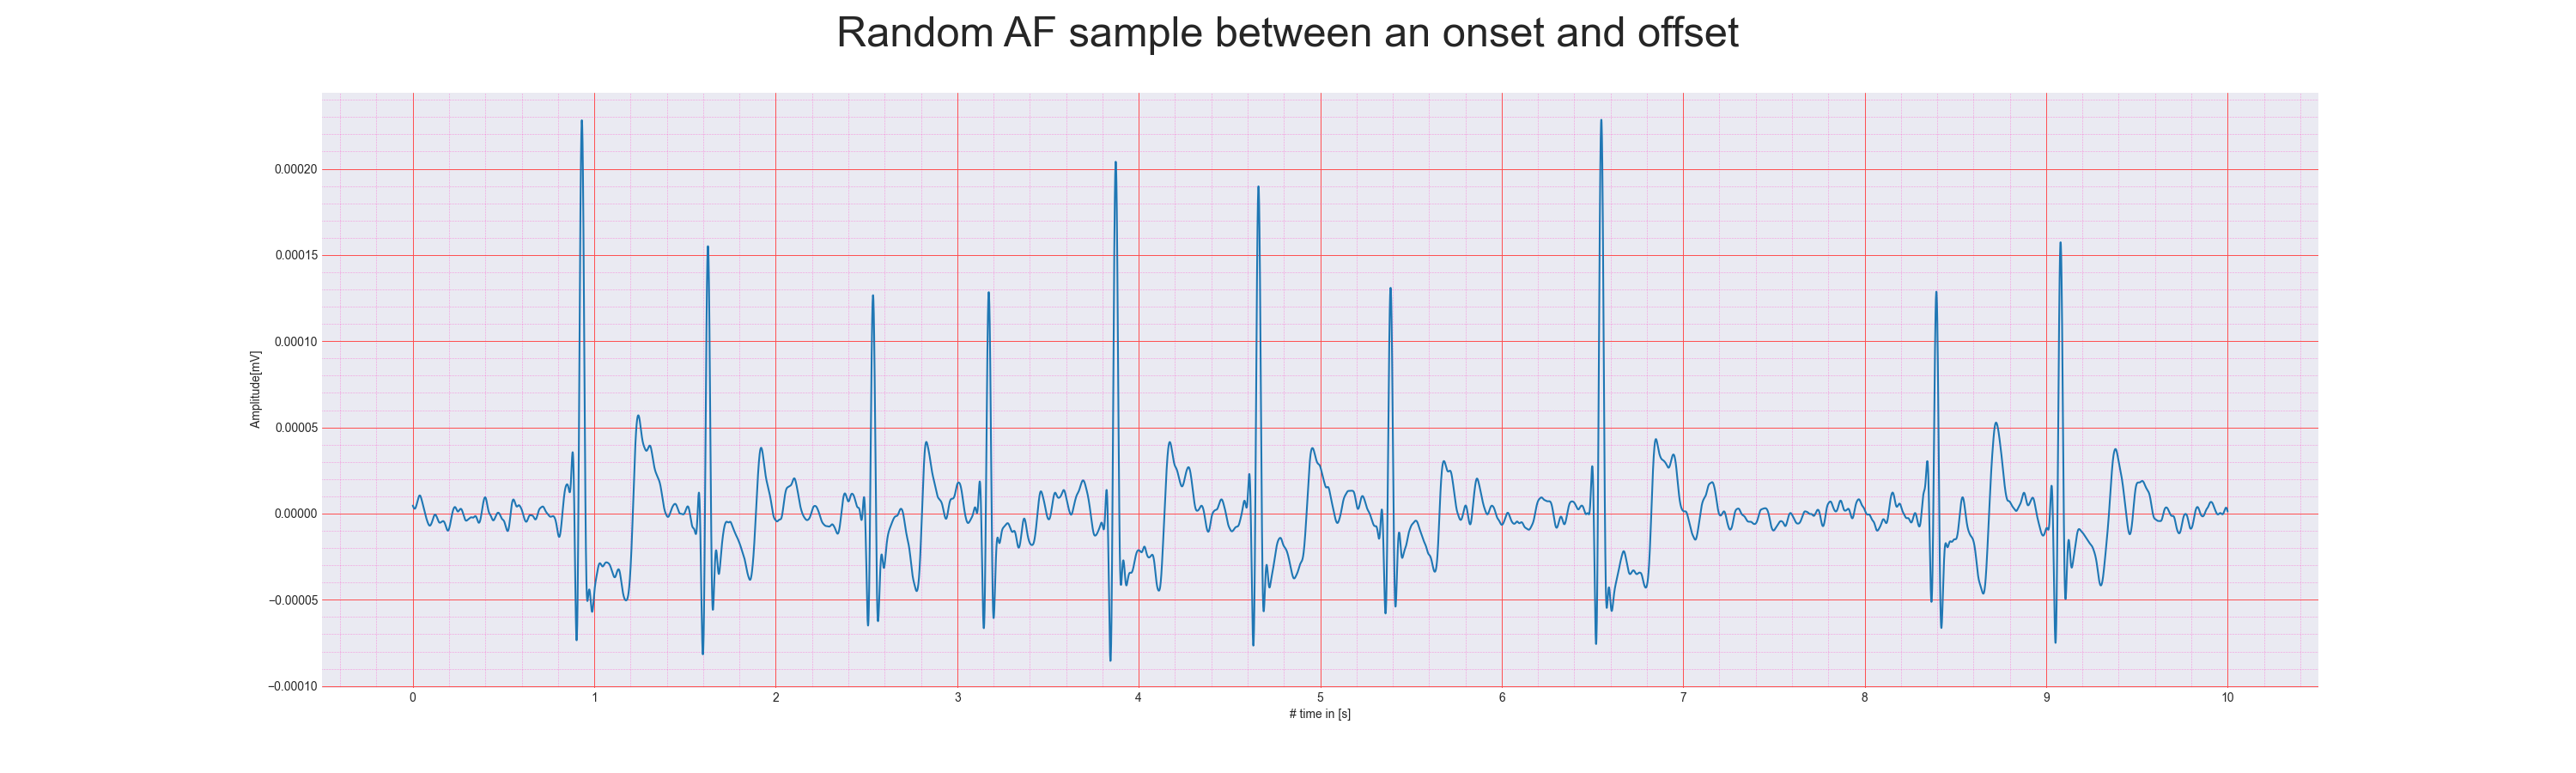 Random AF sample between an onset and offset
0.00020
0.00015
0.00010
0.00005
0.00000
−0.00005
−0.00010
Amplitude[mV]
0 1 2 3 4 5 6 7 8 9 10
# time in [s]